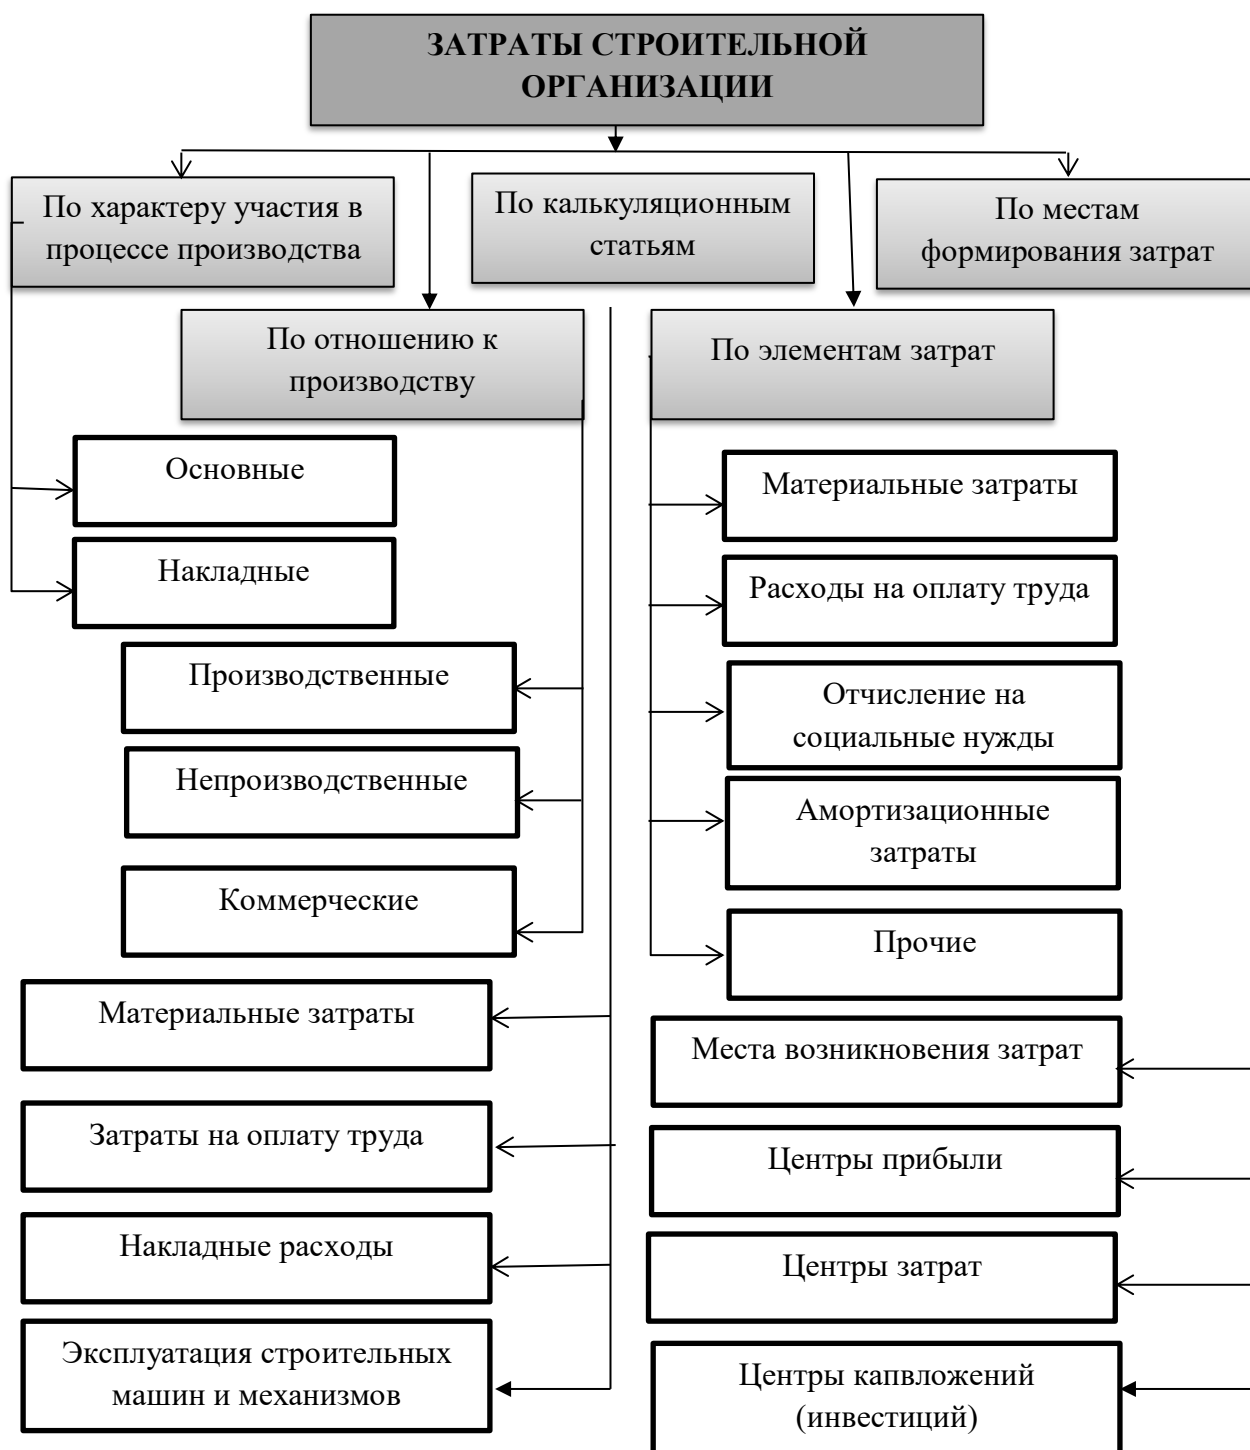 ЗАТРАТЫ СТРОИТЕЛЬНОЙ
ОРГАНИЗАЦИИ
По характеру участия в
процессе производства
По калькуляционным
статьям
По местам
формирования затрат
По отношению к
производству
По элементам затрат
Основные
Накладные
Производственные
Непроизводственные
Коммерческие
Материальные затраты
Затраты на оплату труда
Накладные расходы
Эксплуатация строительных
машин и механизмов
Материальные затраты
Расходы на оплату труда
Отчисление на
социальные нужды
Амортизационные
затраты
Прочие
Места возникновения затрат
Центры прибыли
Центры затрат
Центры капвложений
(инвестиций)